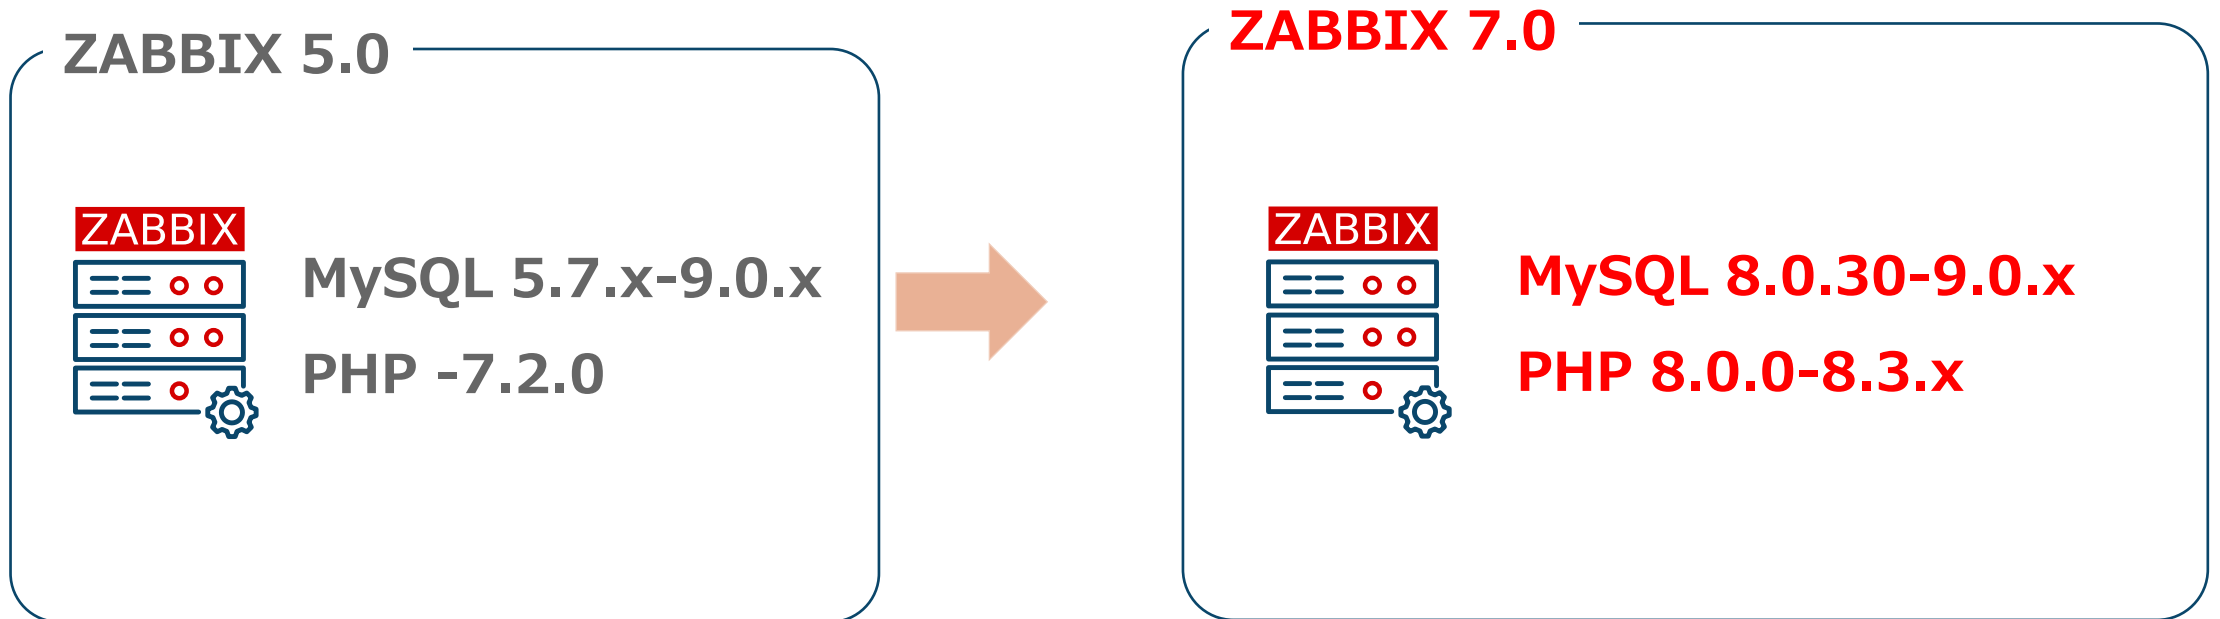 ZABBIX 5.0
ZABBIX
MySQL 5.7.x-9.0.x
PHP -7.2.0
ZABBIX 7.0
ZABBIX
MySQL 8.0.30-9.0.x
PHP 8.0.0-8.3.x